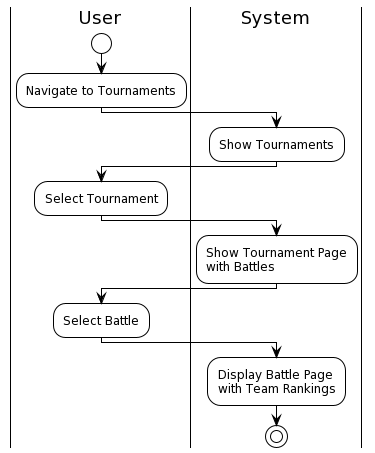 User
System
Navigate to Tournaments
Show Tournaments
Select Tournament
Show Tournament Page
with Battles
Select Battle
Display Battle Page
with Team Rankings